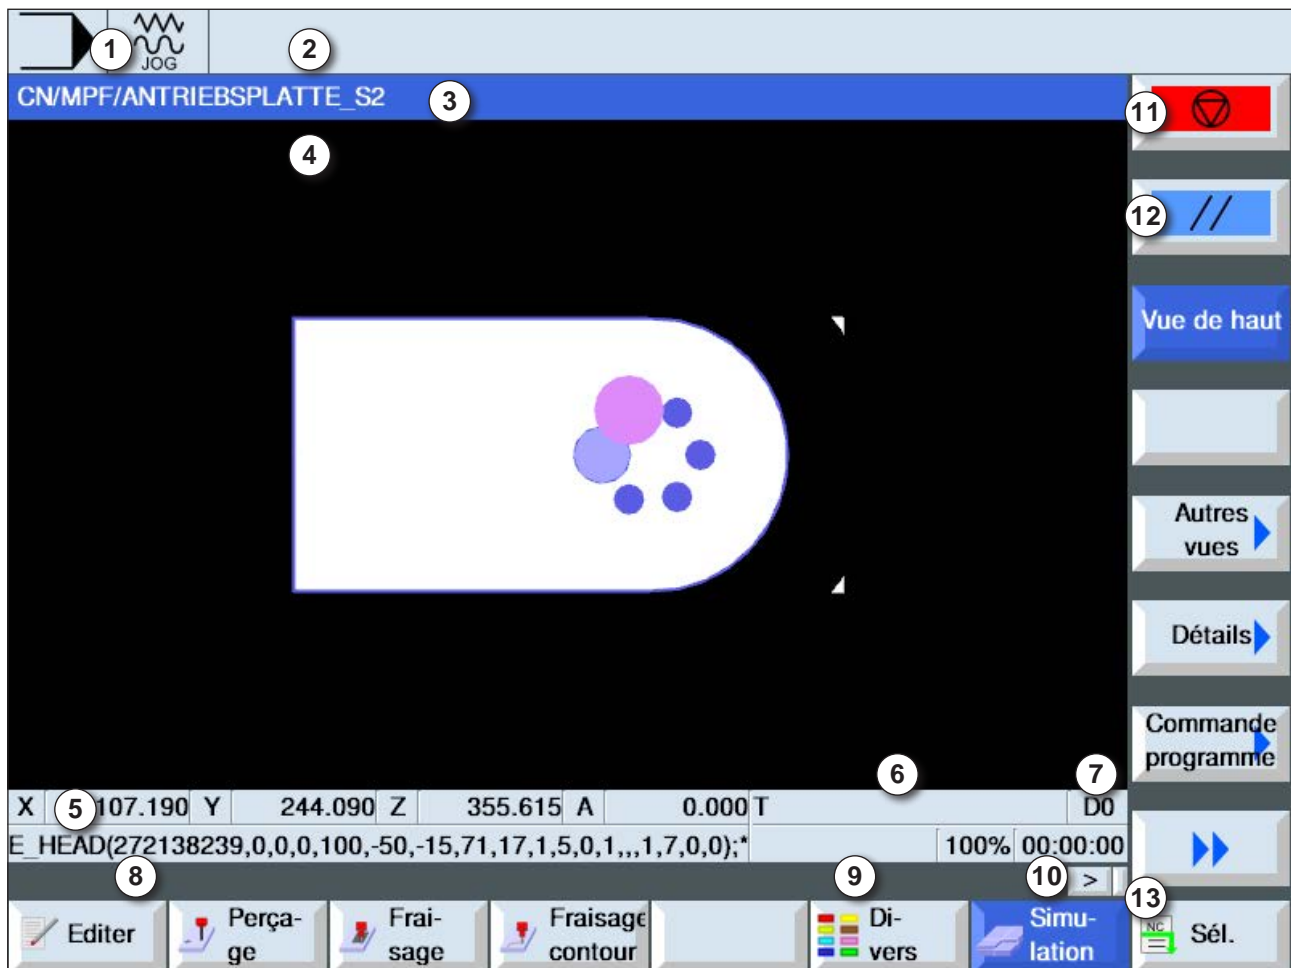 1
JOG
2
CN/MPF/ANTRIEBSPLATTE_S2
3
11
4
12
Vue de haut
Autres
vues
Détails
Commande
programme
6
7
X
5
107.190
Y
244.090
Z
355.615
A
0.000
T
D0
E_HEAD(272138239,0,0,0,100,-50,-15,71,17,1,5,0,1,,,1,7,0,0);*
100%
00:00:00
8
9
10
>
13
Editer
Perça-
ge
Frai-
sage
Fraisage
contour
Di-
vers
Simu-
lation
NC
Sél.